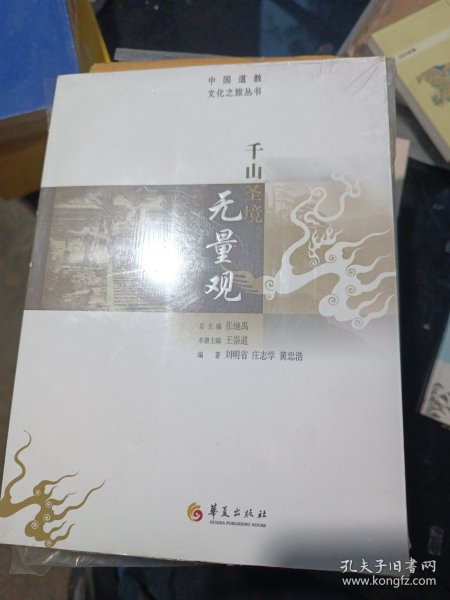 中国道教
文化之旅丛书
千山圣境
无量观
总主编 张继禹
本册主编 王崇道
编 著 刘明省 庄志学 黄忠浩
华夏出版社
HUAXIA PUBLISHING HOUSE
孔夫子旧书网
www.kongfz.com